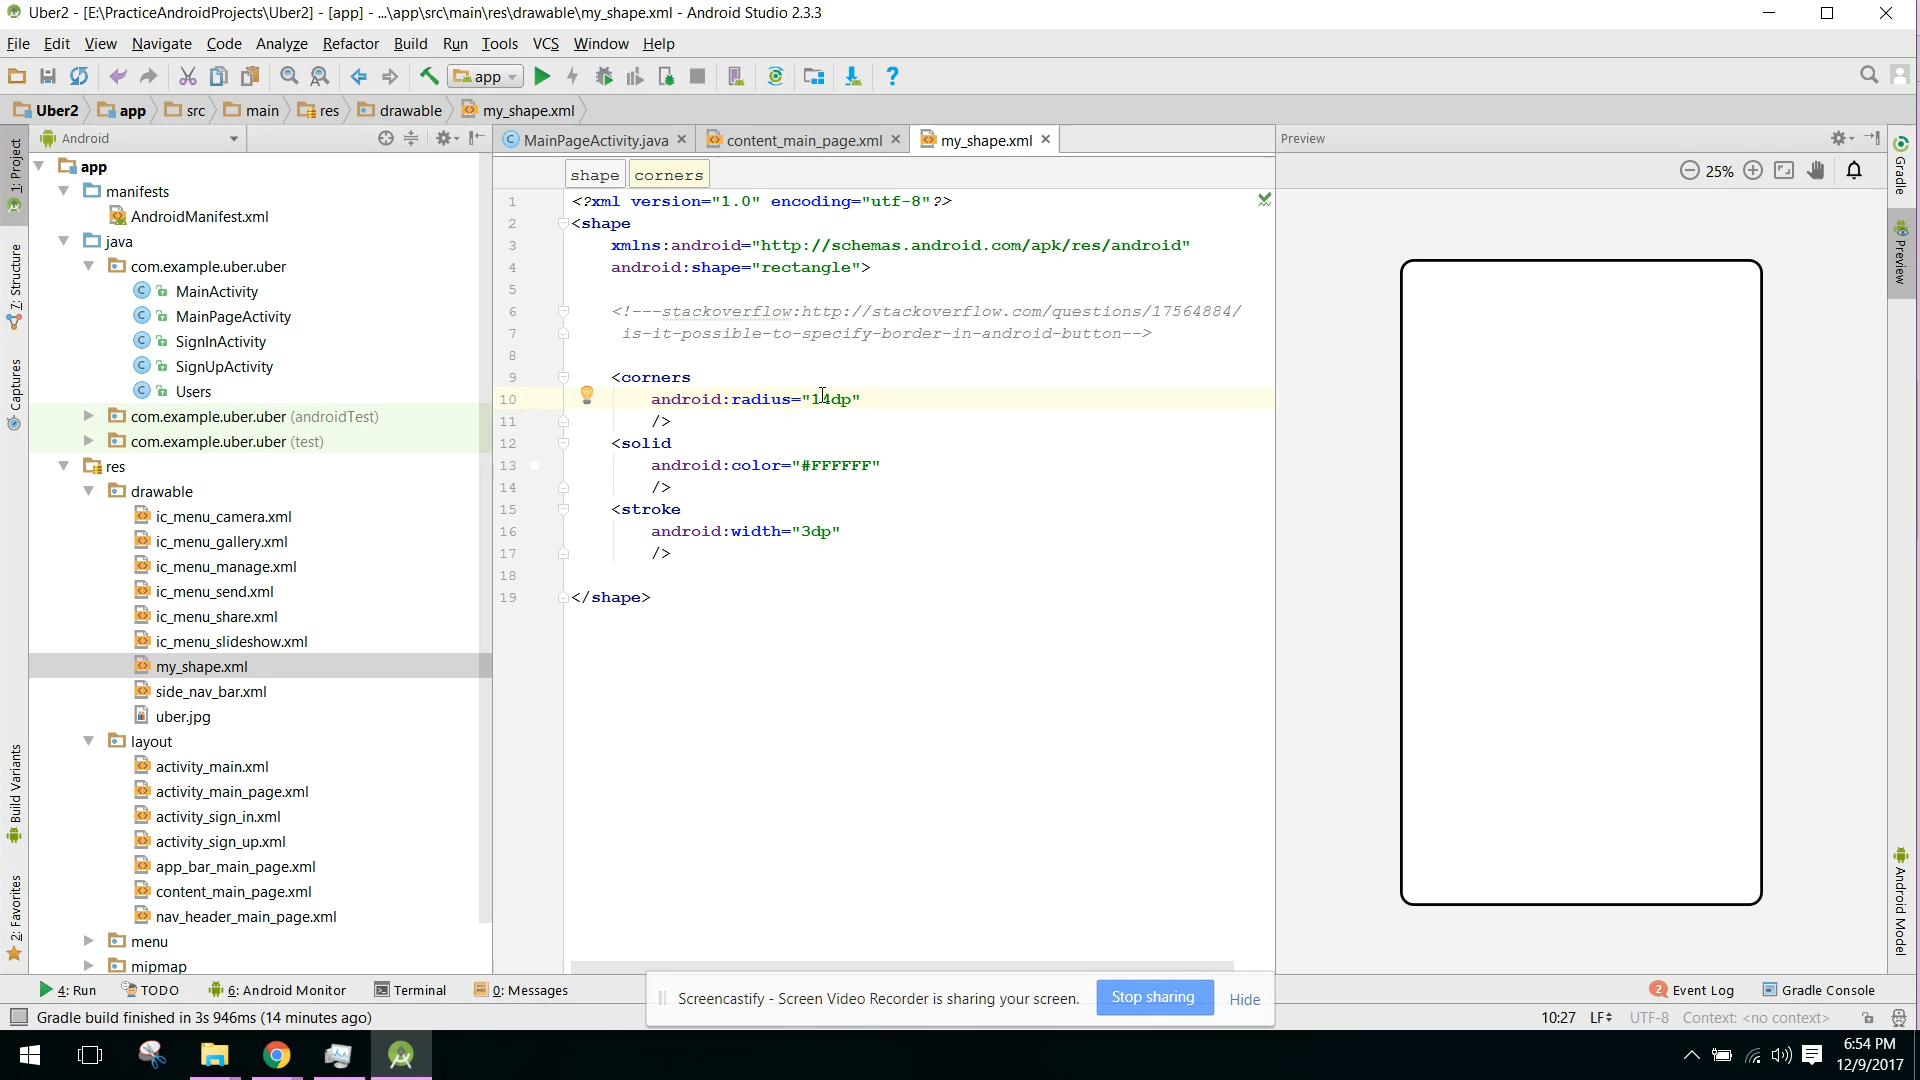 Uber2 - [E:\PracticeAndroidProjects\Uber2] - [app] - ...\app\src\main\res\drawable\my_shape.xml - Android Studio 2.3.3
File Edit View Navigate Code Analyze Refactor Build Run Tools VCS Window Help
app
Uber2 app src main res drawable my_shape.xml
Android
MainPageActivity.java content_main_page.xml my_shape.xml
Preview
shape corners
25%
1: Project
7: Structure
Captures
Build Variants
2: Favorites
app
manifests
AndroidManifest.xml
java
com.example.uber.uber
MainActivity
MainPageActivity
SignInActivity
SignUpActivity
Users
com.example.uber.uber (androidTest)
com.example.uber.uber (test)
res
drawable
ic_menu_camera.xml
ic_menu_gallery.xml
ic_menu_manage.xml
ic_menu_send.xml
ic_menu_share.xml
ic_menu_slideshow.xml
my_shape.xml
side_nav_bar.xml
uber.jpg
layout
activity_main.xml
activity_main_page.xml
activity_sign_in.xml
activity_sign_up.xml
app_bar_main_page.xml
content_main_page.xml
nav_header_main_page.xml
menu
mipmap
1 <?xml version="1.0" encoding="utf-8"?>
2 <shape
3 xmlns:android="http://schemas.android.com/apk/res/android"
4 android:shape="rectangle">
5
6 <!---stackoverflow:http://stackoverflow.com/questions/17564884/
7 is-it-possible-to-specify-border-in-android-button-->
8
9 <corners
10 android:radius="14dp"
11 />
12 <solid
13 android:color="#FFFFFF"
14 />
15 <stroke
16 android:width="3dp"
17 />
18
19 </shape>
Gradle
Preview
Android Model
4: Run TODO 6: Android Monitor Terminal 0: Messages
Screencastify - Screen Video Recorder is sharing your screen. Stop sharing Hide
2 Event Log Gradle Console
Gradle build finished in 3s 946ms (14 minutes ago)
10:27 LF UTF-8 Context: <no context>
6:54 PM
12/9/2017